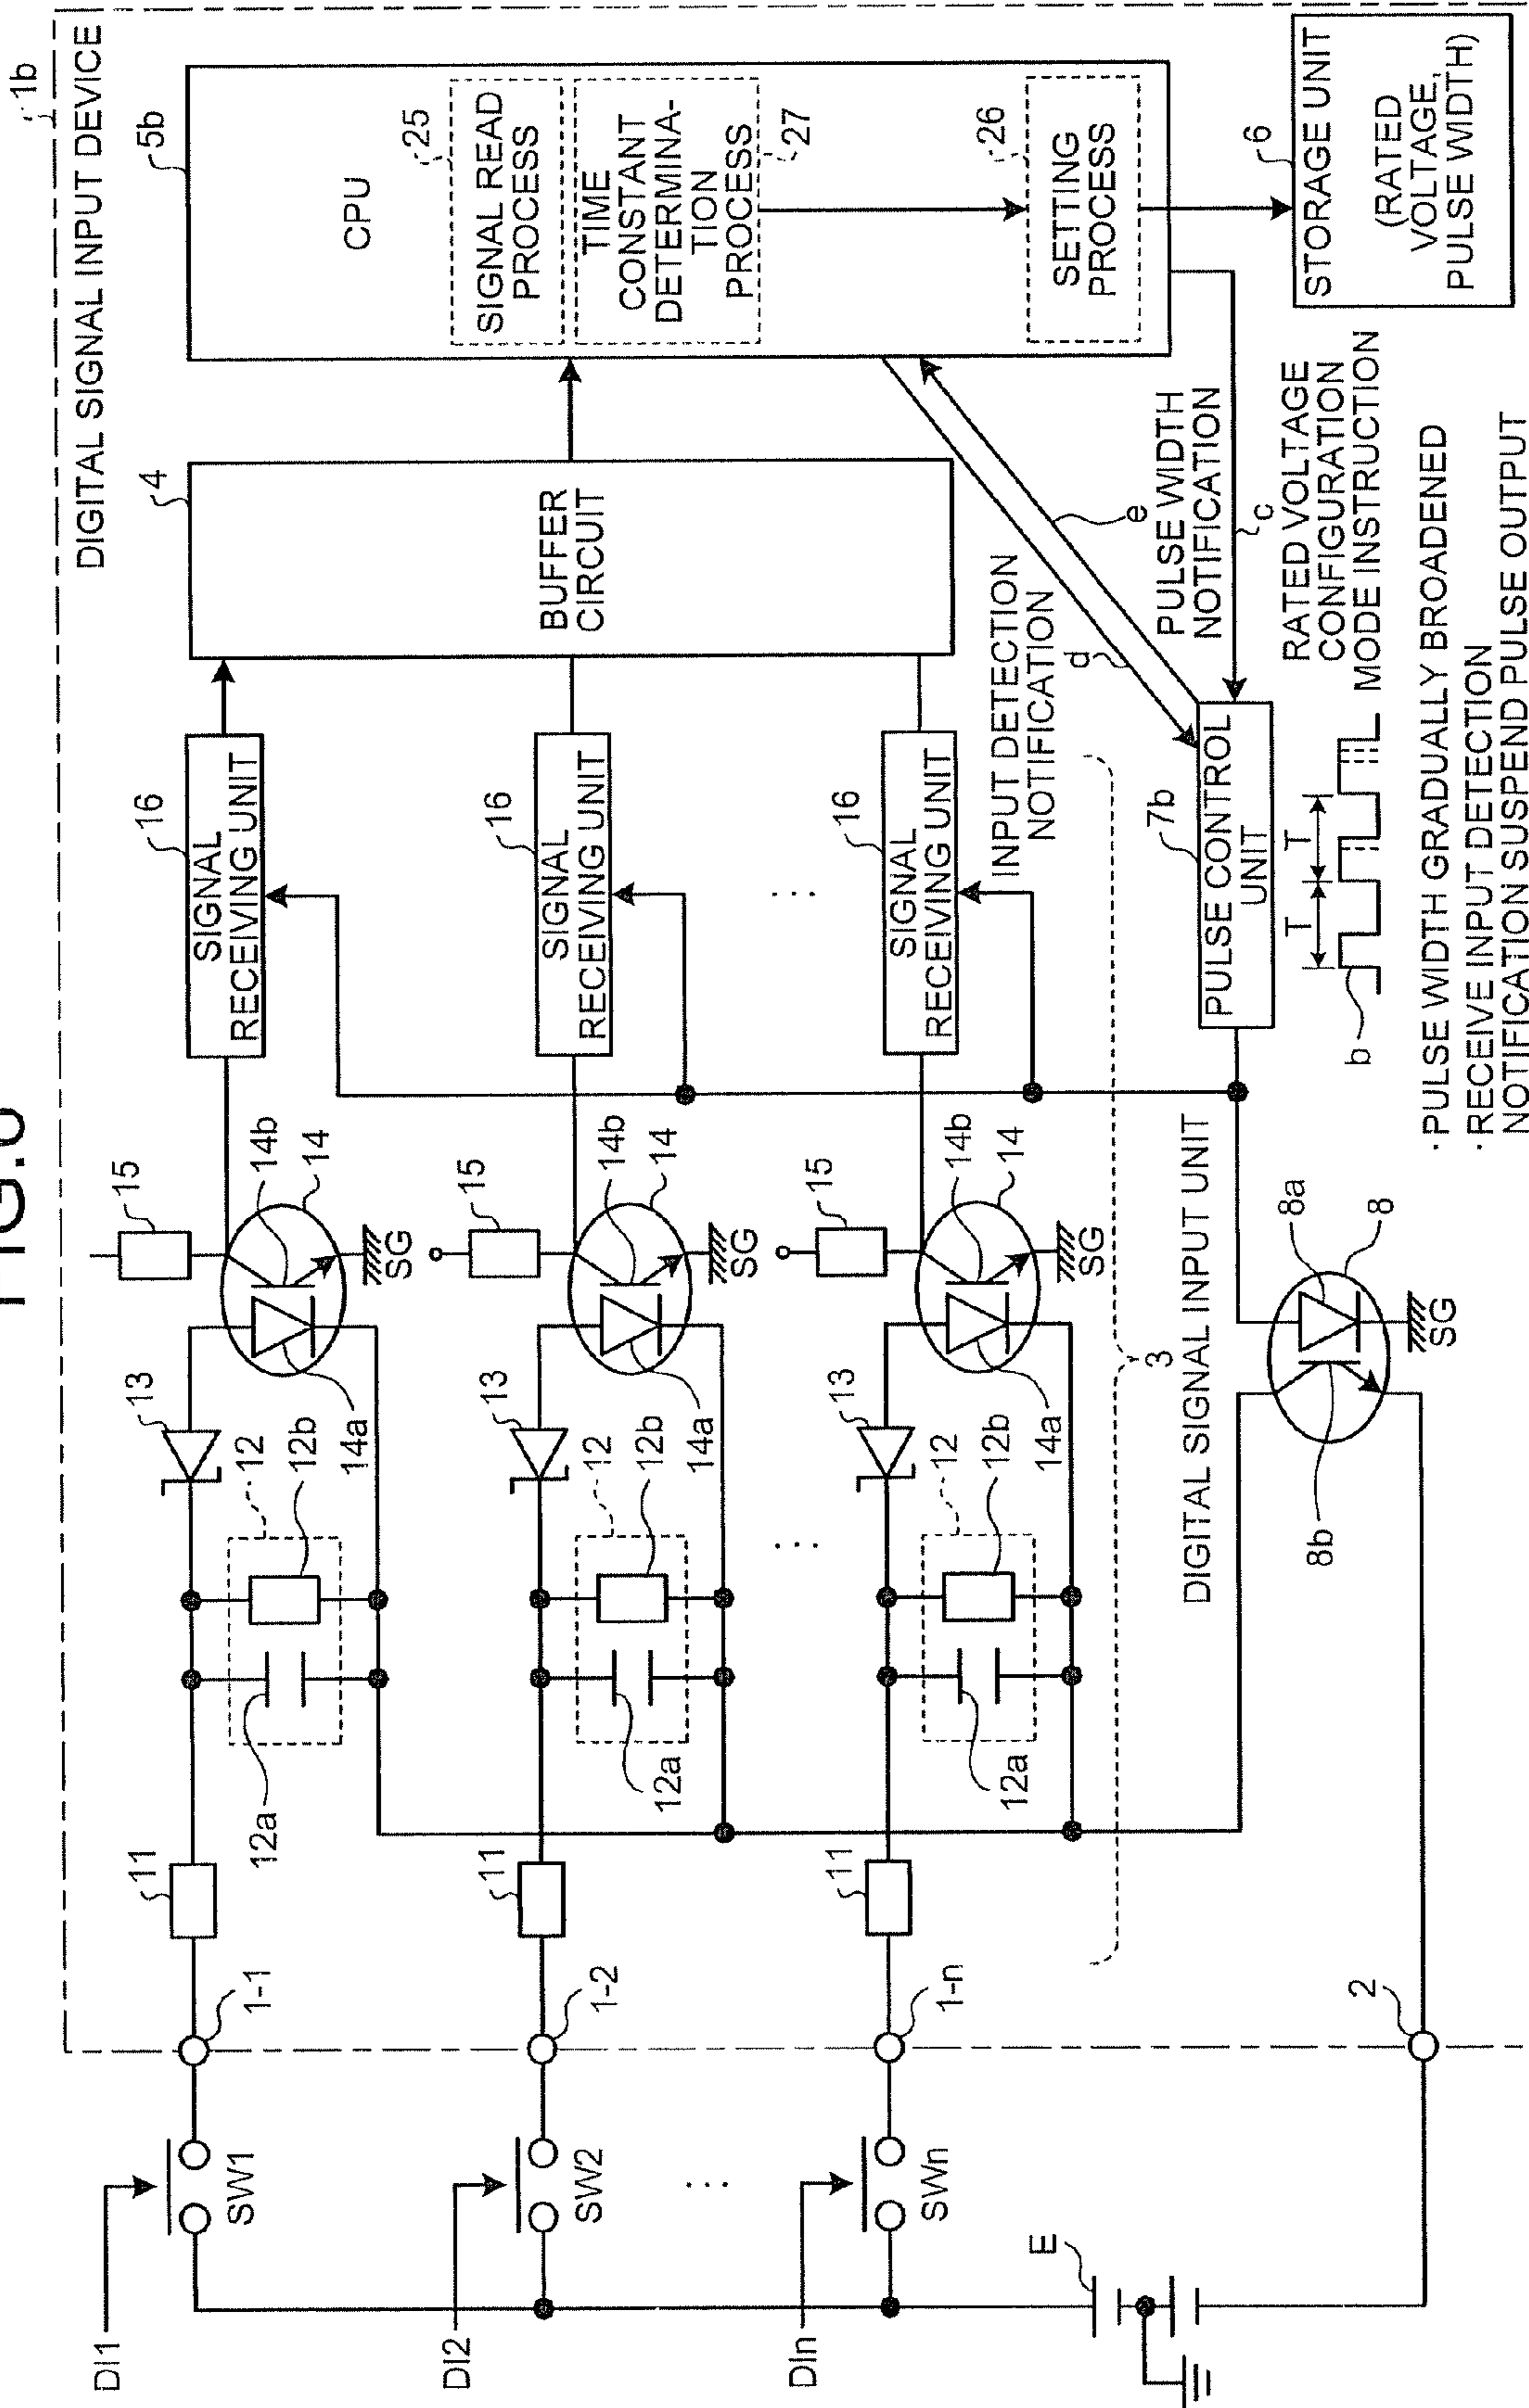 1b
DIGITAL SIGNAL INPUT DEVICE
5b
CPU
25
SIGNAL READ
PROCESS
TIME
CONSTANT
DETERMINA-
TION
PROCESS
27
26
SETTING
PROCESS
6
STORAGE UNIT
(RATED
VOLTAGE,
PULSE WIDTH)
4
BUFFER
CIRCUIT
16
SIGNAL
RECEIVING UNIT
16
SIGNAL
RECEIVING UNIT
...
16
SIGNAL
RECEIVING UNIT
INPUT DETECTION
NOTIFICATION
d
e
PULSE WIDTH
NOTIFICATION
c
RATED VOLTAGE
CONFIGURATION
MODE INSTRUCTION
7b
PULSE CONTROL
UNIT
T
T
b
·PULSE WIDTH GRADUALLY BROADENED
·RECEIVE INPUT DETECTION
NOTIFICATION SUSPEND PULSE OUTPUT
15
14b
14
SG
13
12
12b
14a
12a
11
1-1
15
14b
14
SG
13
12
12b
14a
12a
11
1-2
...
15
14b
14
SG
13
12
12b
14a
12a
11
1-n
3
DIGITAL SIGNAL INPUT UNIT
8a
8
SG
8b
2
DI1
SW1
DI2
SW2
...
DIn
SWn
E